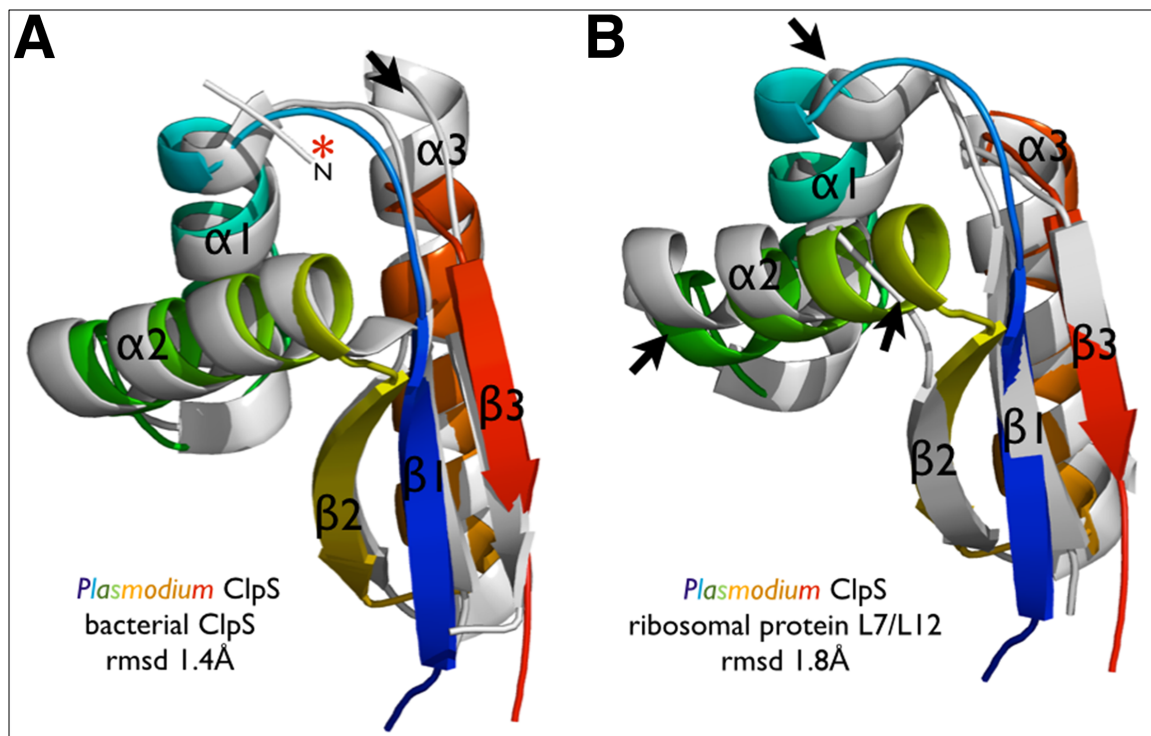 A
B
*
N
α3
α1
α2
β3
β1
β2
Plasmodium ClpS
bacterial ClpS
rmsd 1.4Å
α3
α1
α2
β3
β1
β2
Plasmodium ClpS
ribosomal protein L7/L12
rmsd 1.8Å